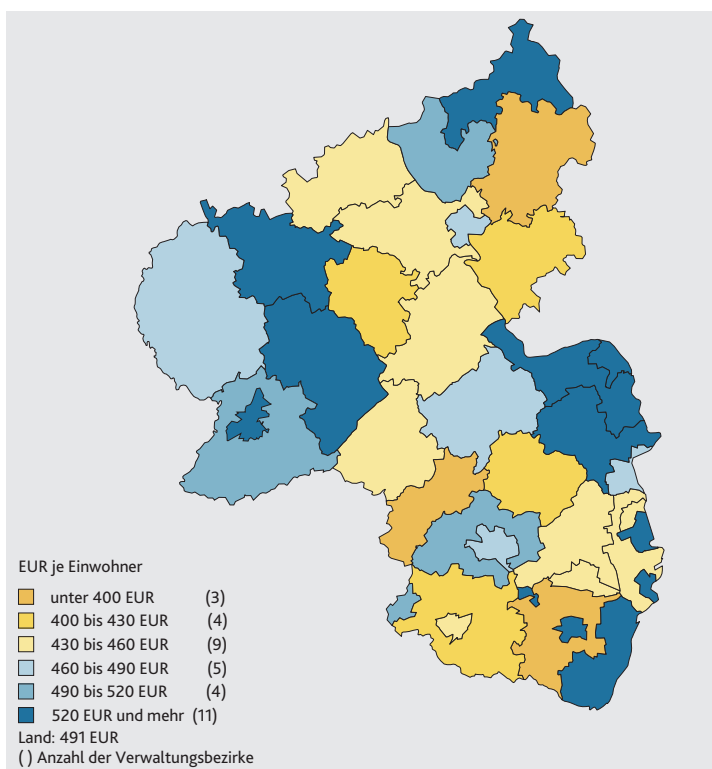 EUR je Einwohner
unter 400 EUR (3)
400 bis 430 EUR (4)
430 bis 460 EUR (9)
460 bis 490 EUR (5)
490 bis 520 EUR (4)
520 EUR und mehr (11)
Land: 491 EUR
( ) Anzahl der Verwaltungsbezirke